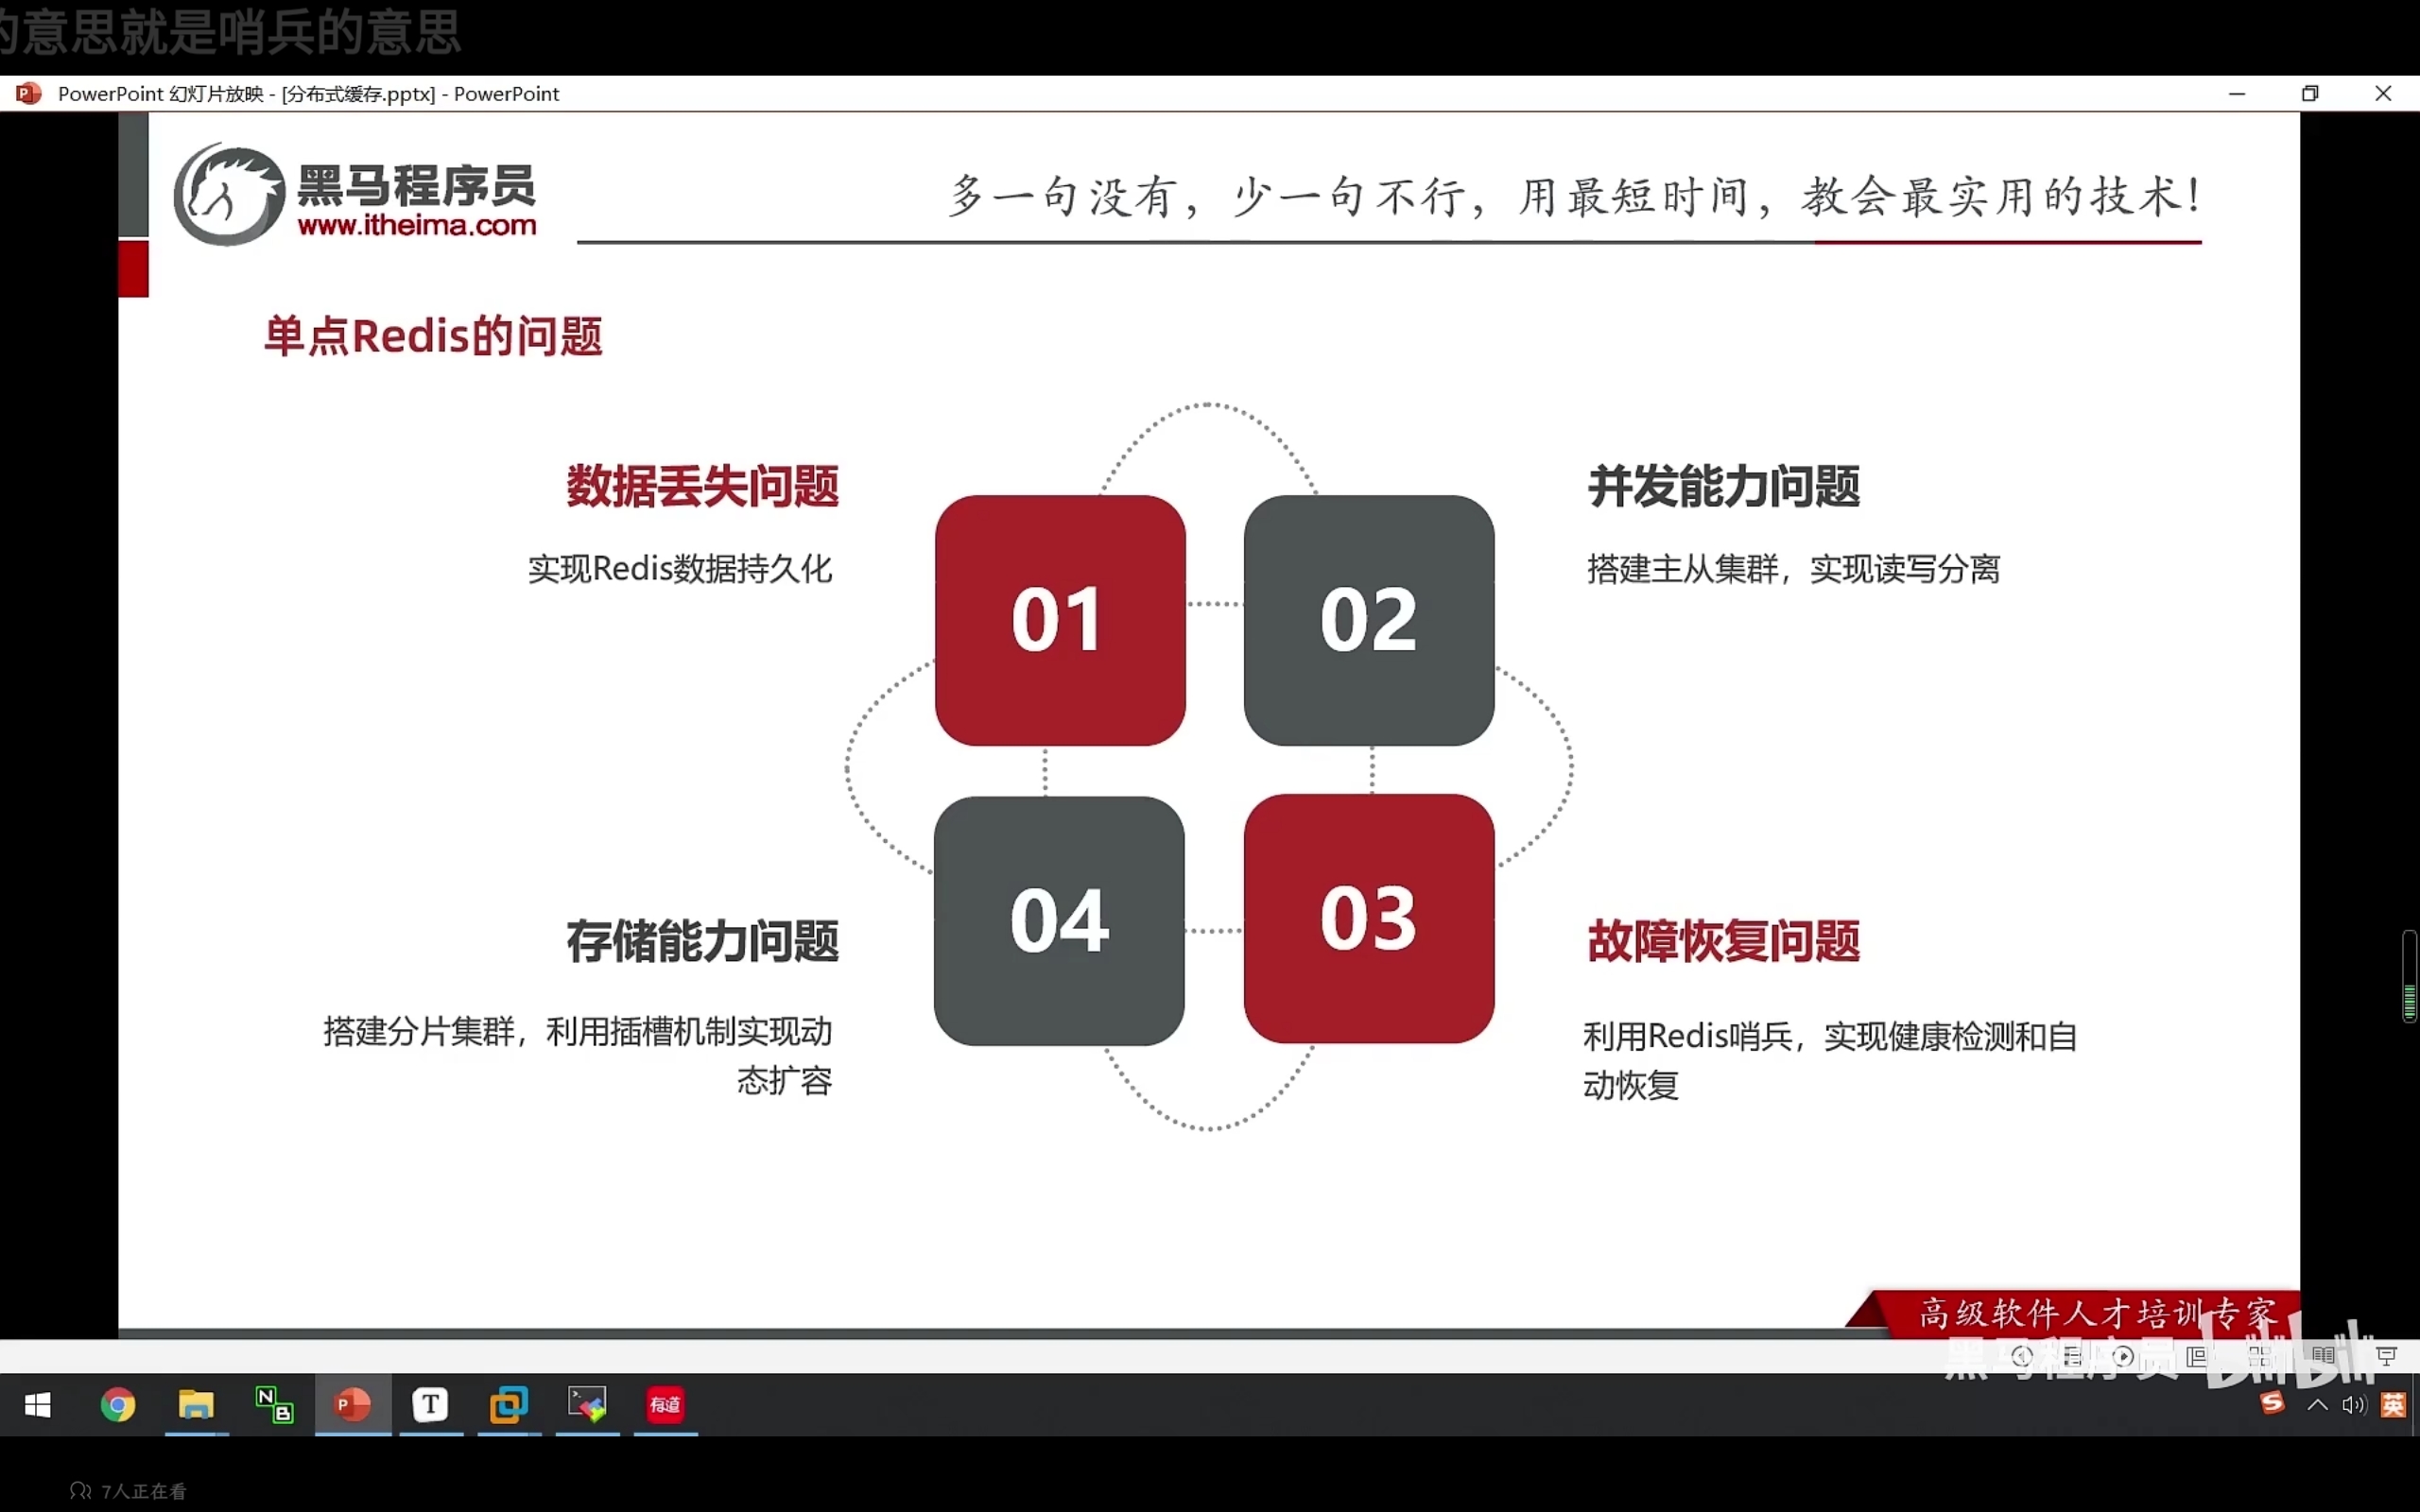 的意思就是哨兵的意思
PowerPoint 幻灯片放映 - [分布式缓存.pptx] - PowerPoint
黑马程序员
www.itheima.com
多一句没有，少一句不行，用最短时间，教会最实用的技术！
单点Redis的问题
数据丢失问题
实现Redis数据持久化
01
02
并发能力问题
搭建主从集群，实现读写分离
存储能力问题
搭建分片集群，利用插槽机制实现动
态扩容
04
03
故障恢复问题
利用Redis哨兵，实现健康检测和自
动恢复
高级软件人才培训专家
黑马程序员 bilibili
N B
P
T
有道
S
英
7人正在看